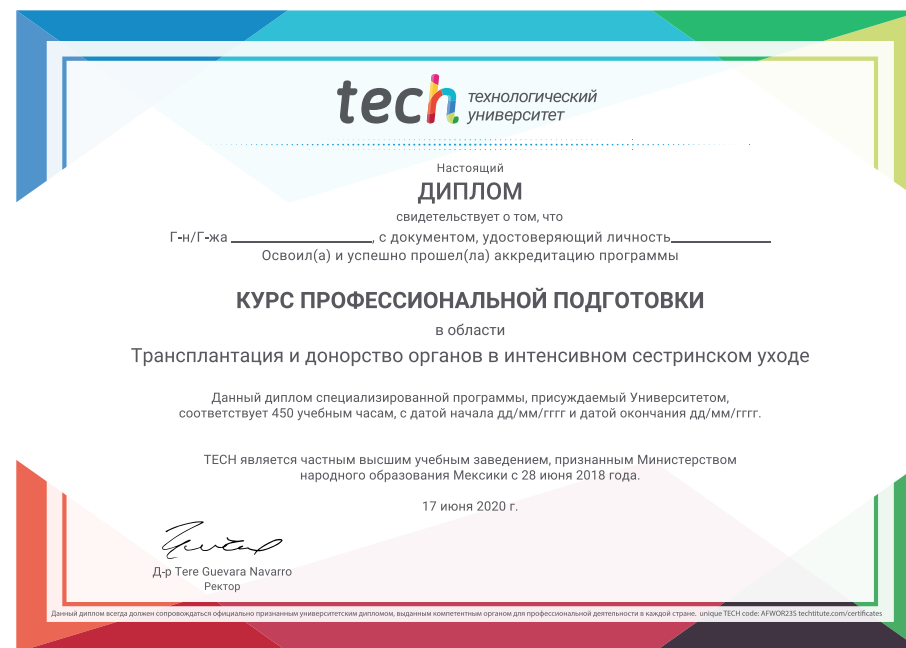 tech технологический
университет
Настоящий
ДИПЛОМ
свидетельствует о том, что
Г-н/Г-жа ____________, с документом, удостоверяющий личность____________
Освоил(а) и успешно прошел(ла) аккредитацию программы
КУРС ПРОФЕССИОНАЛЬНОЙ ПОДГОТОВКИ
в области
Трансплантация и донорство органов в интенсивном сестринском уходе
Данный диплом специализированной программы, присуждаемый Университетом,
соответствует 450 учебным часам, с датой начала дд/мм/гггг и датой окончания дд/мм/гггг.
ТЕСН является частным высшим учебным заведением, признанным Министерством
народного образования Мексики с 28 июня 2018 года.
17 июня 2020 г.
Д-р Tere Guevara Navarro
Ректор
Данный диплом всегда должен сопровождаться официально признанным университетским дипломом, выданным компетентным органом для профессиональной деятельности в каждой стране. unique TECH code: AFWOR23S techtitute.com/certificates